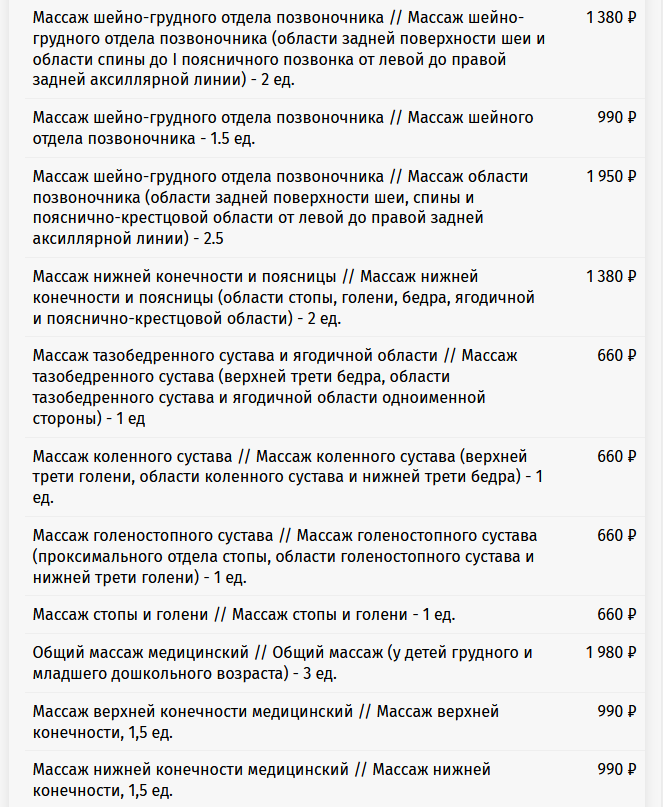 Массаж шейно-грудного отдела позвоночника // Массаж шейно- 1 380 ₽
грудного отдела позвоночника (области задней поверхности шеи и
области спины до I поясничного позвонка от левой до правой
задней аксиллярной линии) - 2 ед.
Массаж шейно-грудного отдела позвоночника // Массаж шейного 990 ₽
отдела позвоночника - 1.5 ед.
Массаж шейно-грудного отдела позвоночника // Массаж области 1 950 ₽
позвоночника (области задней поверхности шеи, спины и
пояснично-крестцовой области от левой до правой задней
аксиллярной линии) - 2.5
Массаж нижней конечности и поясницы // Массаж нижней 1 380 ₽
конечности и поясницы (области стопы, голени, бедра, ягодичной
и пояснично-крестцовой области) - 2 ед.
Массаж тазобедренного сустава и ягодичной области // Массаж 660 ₽
тазобедренного сустава (верхней трети бедра, области
тазобедренного сустава и ягодичной области одноименной
стороны) - 1 ед
Массаж коленного сустава // Массаж коленного сустава (верхней 660 ₽
трети голени, области коленного сустава и нижней трети бедра) - 1
ед.
Массаж голеностопного сустава // Массаж голеностопного сустава 660 ₽
(проксимального отдела стопы, области голеностопного сустава и
нижней трети голени) - 1 ед.
Массаж стопы и голени // Массаж стопы и голени - 1 ед. 660 ₽
Общий массаж медицинский // Общий массаж (у детей грудного и 1 980 ₽
младшего дошкольного возраста) - 3 ед.
Массаж верхней конечности медицинский // Массаж верхней 990 ₽
конечности, 1,5 ед.
Массаж нижней конечности медицинский // Массаж нижней 990 ₽
конечности, 1,5 ед.